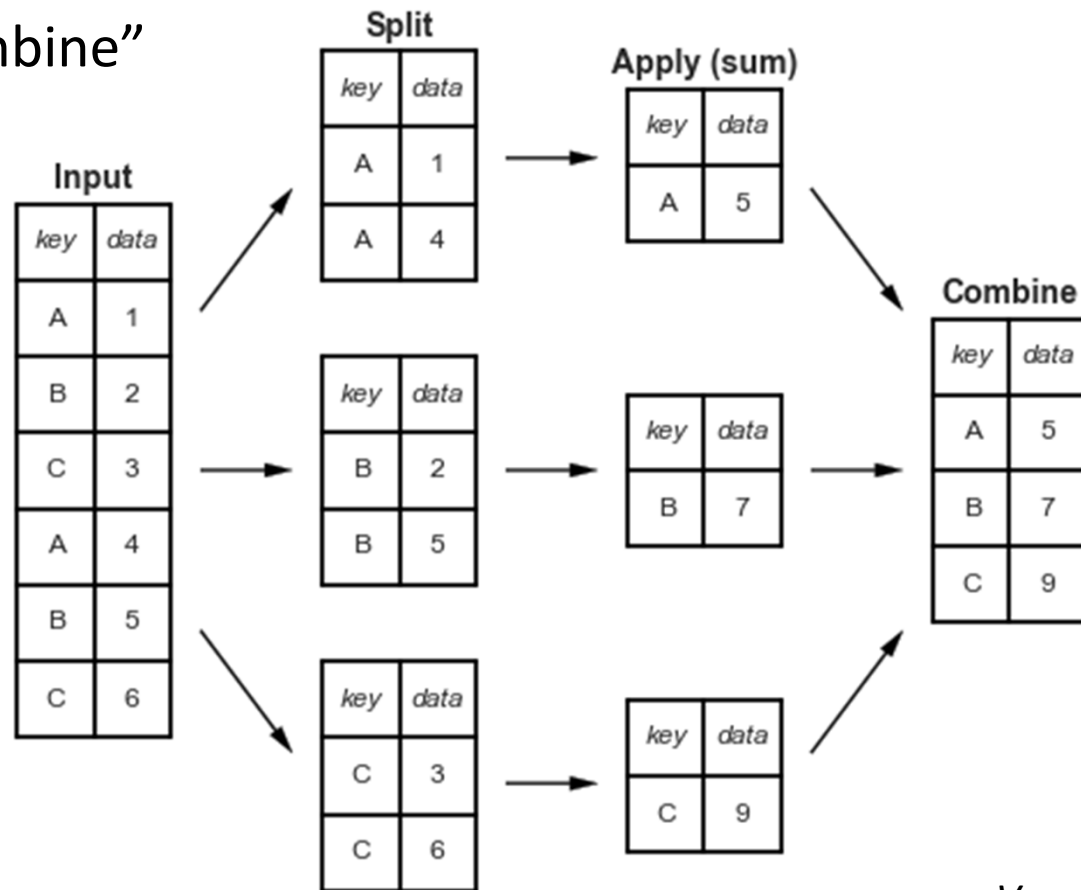 mbine”
Split
key data
A 1
A 4
Apply (sum)
key data
A 5
Input
key data
A 1
B 2
C 3
A 4
B 5
C 6
key data
B 2
B 5
key data
B 7
Combine
key data
A 5
B 7
C 9
key data
C 3
C 6
key data
C 9